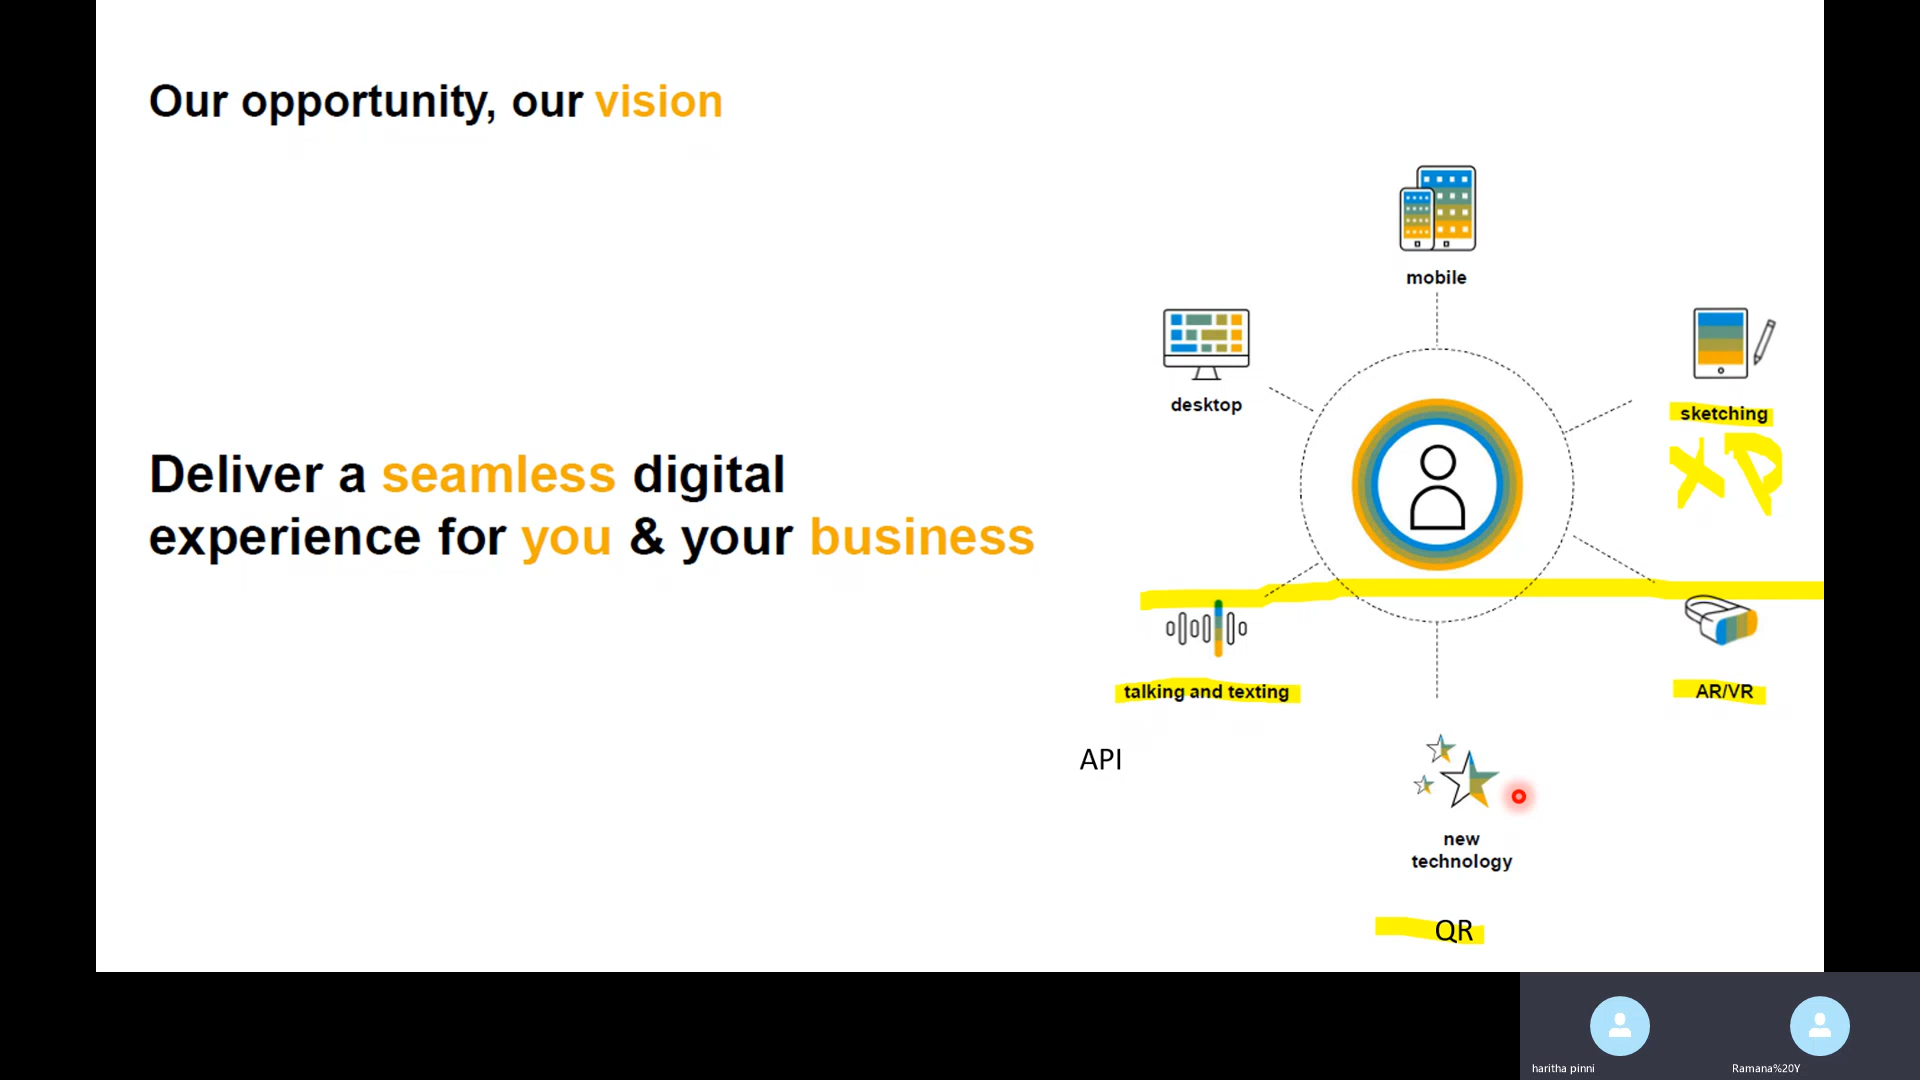 Our opportunity, our vision
mobile
desktop
sketching
XD
Deliver a seamless digital
experience for you & your business
talking and texting
AR/VR
API
new
technology
QR
haritha pinni
Ramana%20Y